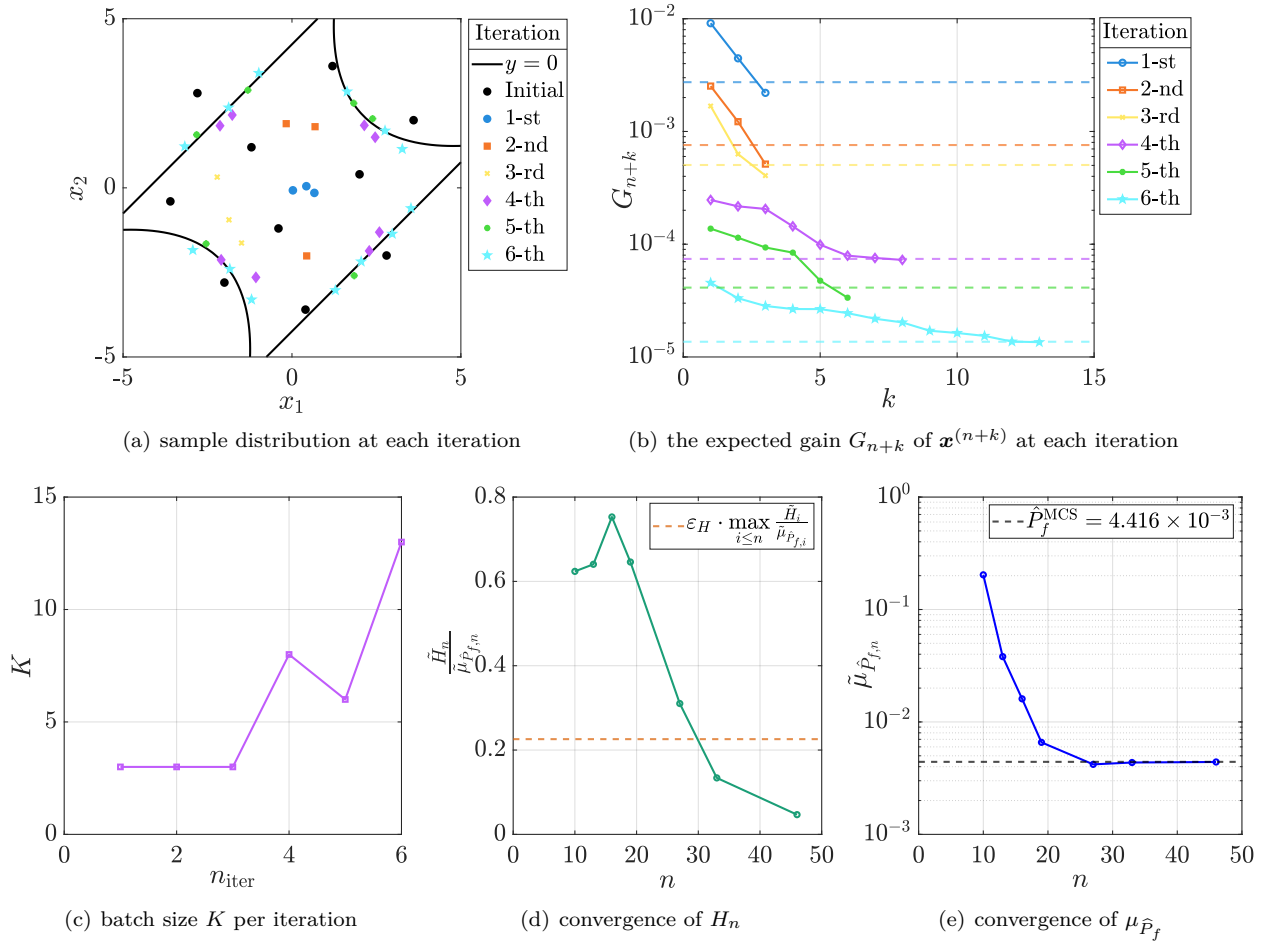 5
0
-5
-5
0
5
x₂
x₁
Iteration
y = 0
Initial
1-st
2-nd
3-rd
4-th
5-th
6-th
(a) sample distribution at each iteration
10⁻²
10⁻³
10⁻⁴
10⁻⁵
0
5
10
15
G_{n+k}
k
Iteration
1-st
2-nd
3-rd
4-th
5-th
6-th
(b) the expected gain G_{n+k} of 𝒙^{(n+k)} at each iteration
15
10
5
0
0
2
4
6
K
n_{iter}
(c) batch size K per iteration
0.8
0.6
0.4
0.2
0
0
10
20
30
40
50
H̃_n / μ̃_{P̂_{f,n}}
n
ε_H · max_{i≤n} H̃_i / μ̃_{P̂_{f,i}}
(d) convergence of H_n
10⁰
10⁻¹
10⁻²
10⁻³
0
10
20
30
40
50
μ̃_{P̂_{f,n}}
n
P̂_f^{MCS} = 4.416 × 10⁻³
(e) convergence of μ_{P̂_f}